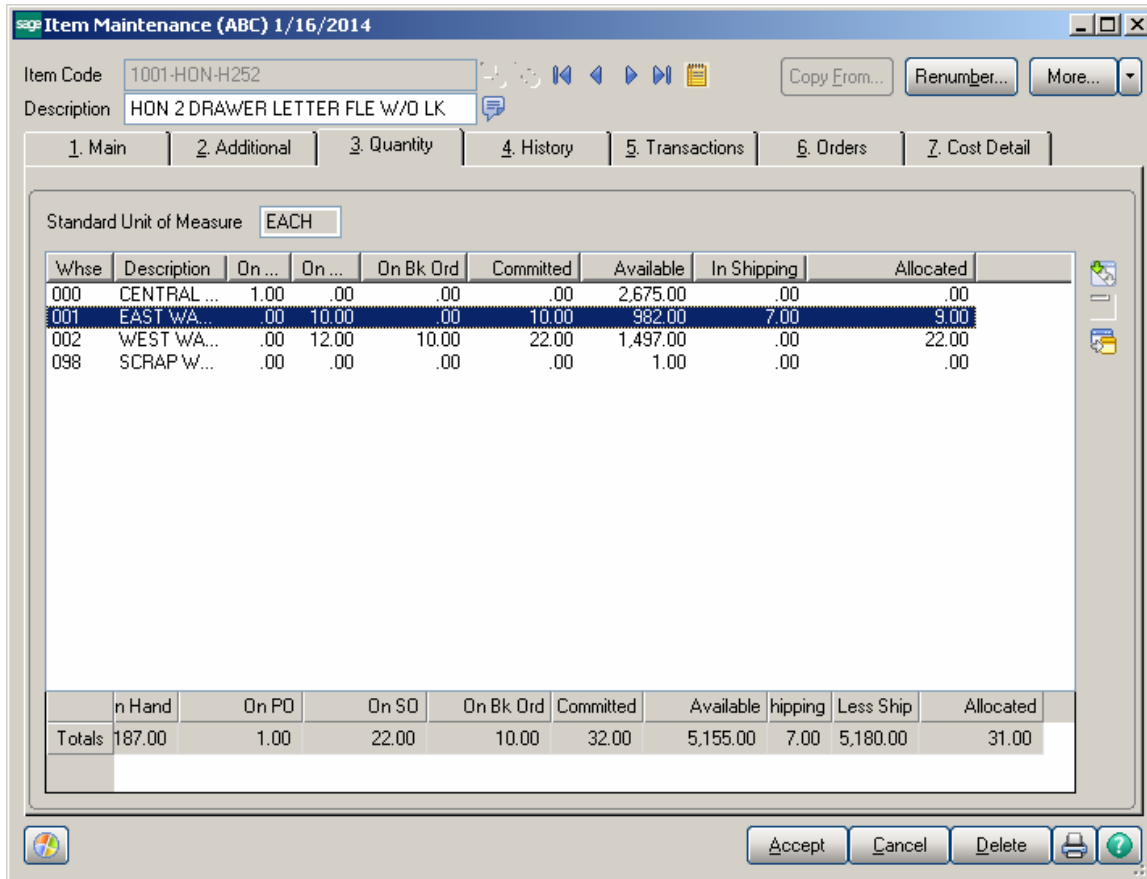 sage Item Maintenance (ABC) 1/16/2014
Item Code 1001-HON-H252 Copy From... Renumber... More...
Description HON 2 DRAWER LETTER FLE W/O LK
1. Main 2. Additional 3. Quantity 4. History 5. Transactions 6. Orders 7. Cost Detail
Standard Unit of Measure EACH
Whse Description On ... On ... On Bk Ord Committed Available In Shipping Allocated
000 CENTRAL ... 1.00 .00 .00 .00 2,675.00 .00 .00
001 EAST WA... .00 10.00 .00 10.00 982.00 7.00 9.00
002 WEST WA... .00 12.00 10.00 22.00 1,497.00 .00 22.00
098 SCRAP W... .00 .00 .00 .00 1.00 .00 .00
n Hand On PO On SO On Bk Ord Committed Available hipping Less Ship Allocated
Totals 187.00 1.00 22.00 10.00 32.00 5,155.00 7.00 5,180.00 31.00
Accept Cancel Delete ?